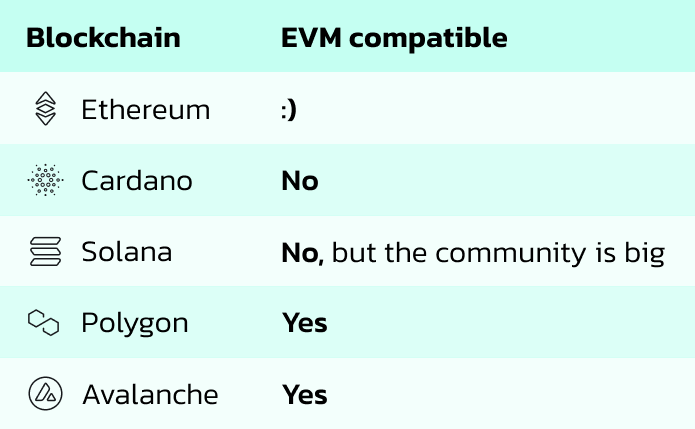 Blockchain EVM compatible
Ethereum :)
Cardano No
Solana No, but the community is big
Polygon Yes
Avalanche Yes